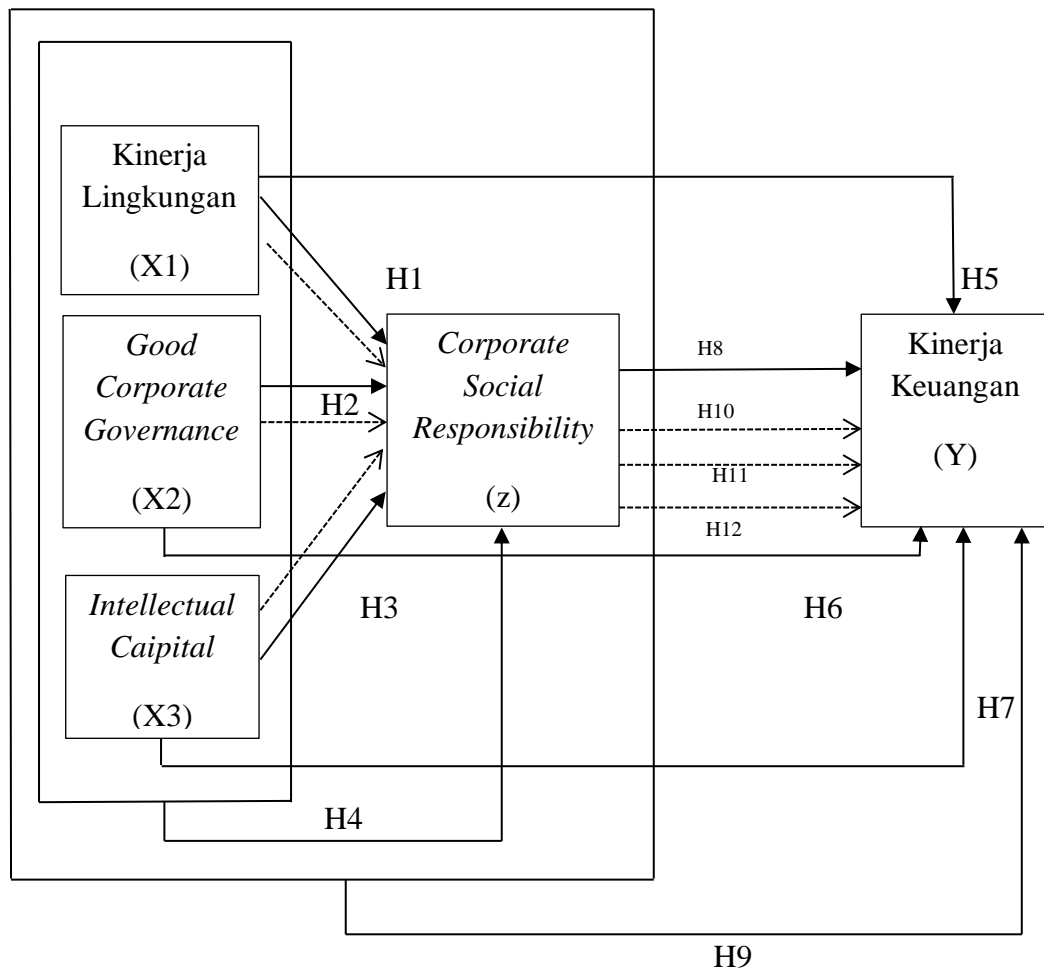 Kinerja
Lingkungan
(X1)
H1
H5
Good
Corporate
Governance
(X2)
H2
Corporate
Social
Responsibility
(z)
H8
H10
H11
H12
Kinerja
Keuangan
(Y)
Intellectual
Caipital
(X3)
H3
H6
H7
H4
H9